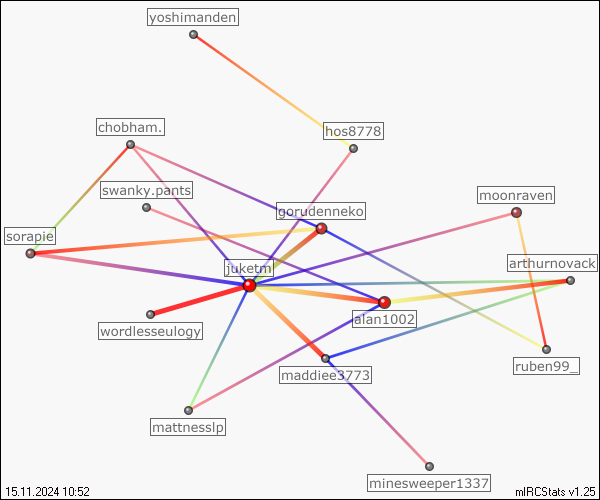 yoshimanden
chobham.
hos8778
swanky.pants
moonraven
gorudenneko
sorapie
arthurnovack
juketm
alan1002
wordlesseulogy
ruben99_
maddiee3773
mattnesslp
minesweeper1337
15.11.2024 10:52
mIRCStats v1.25